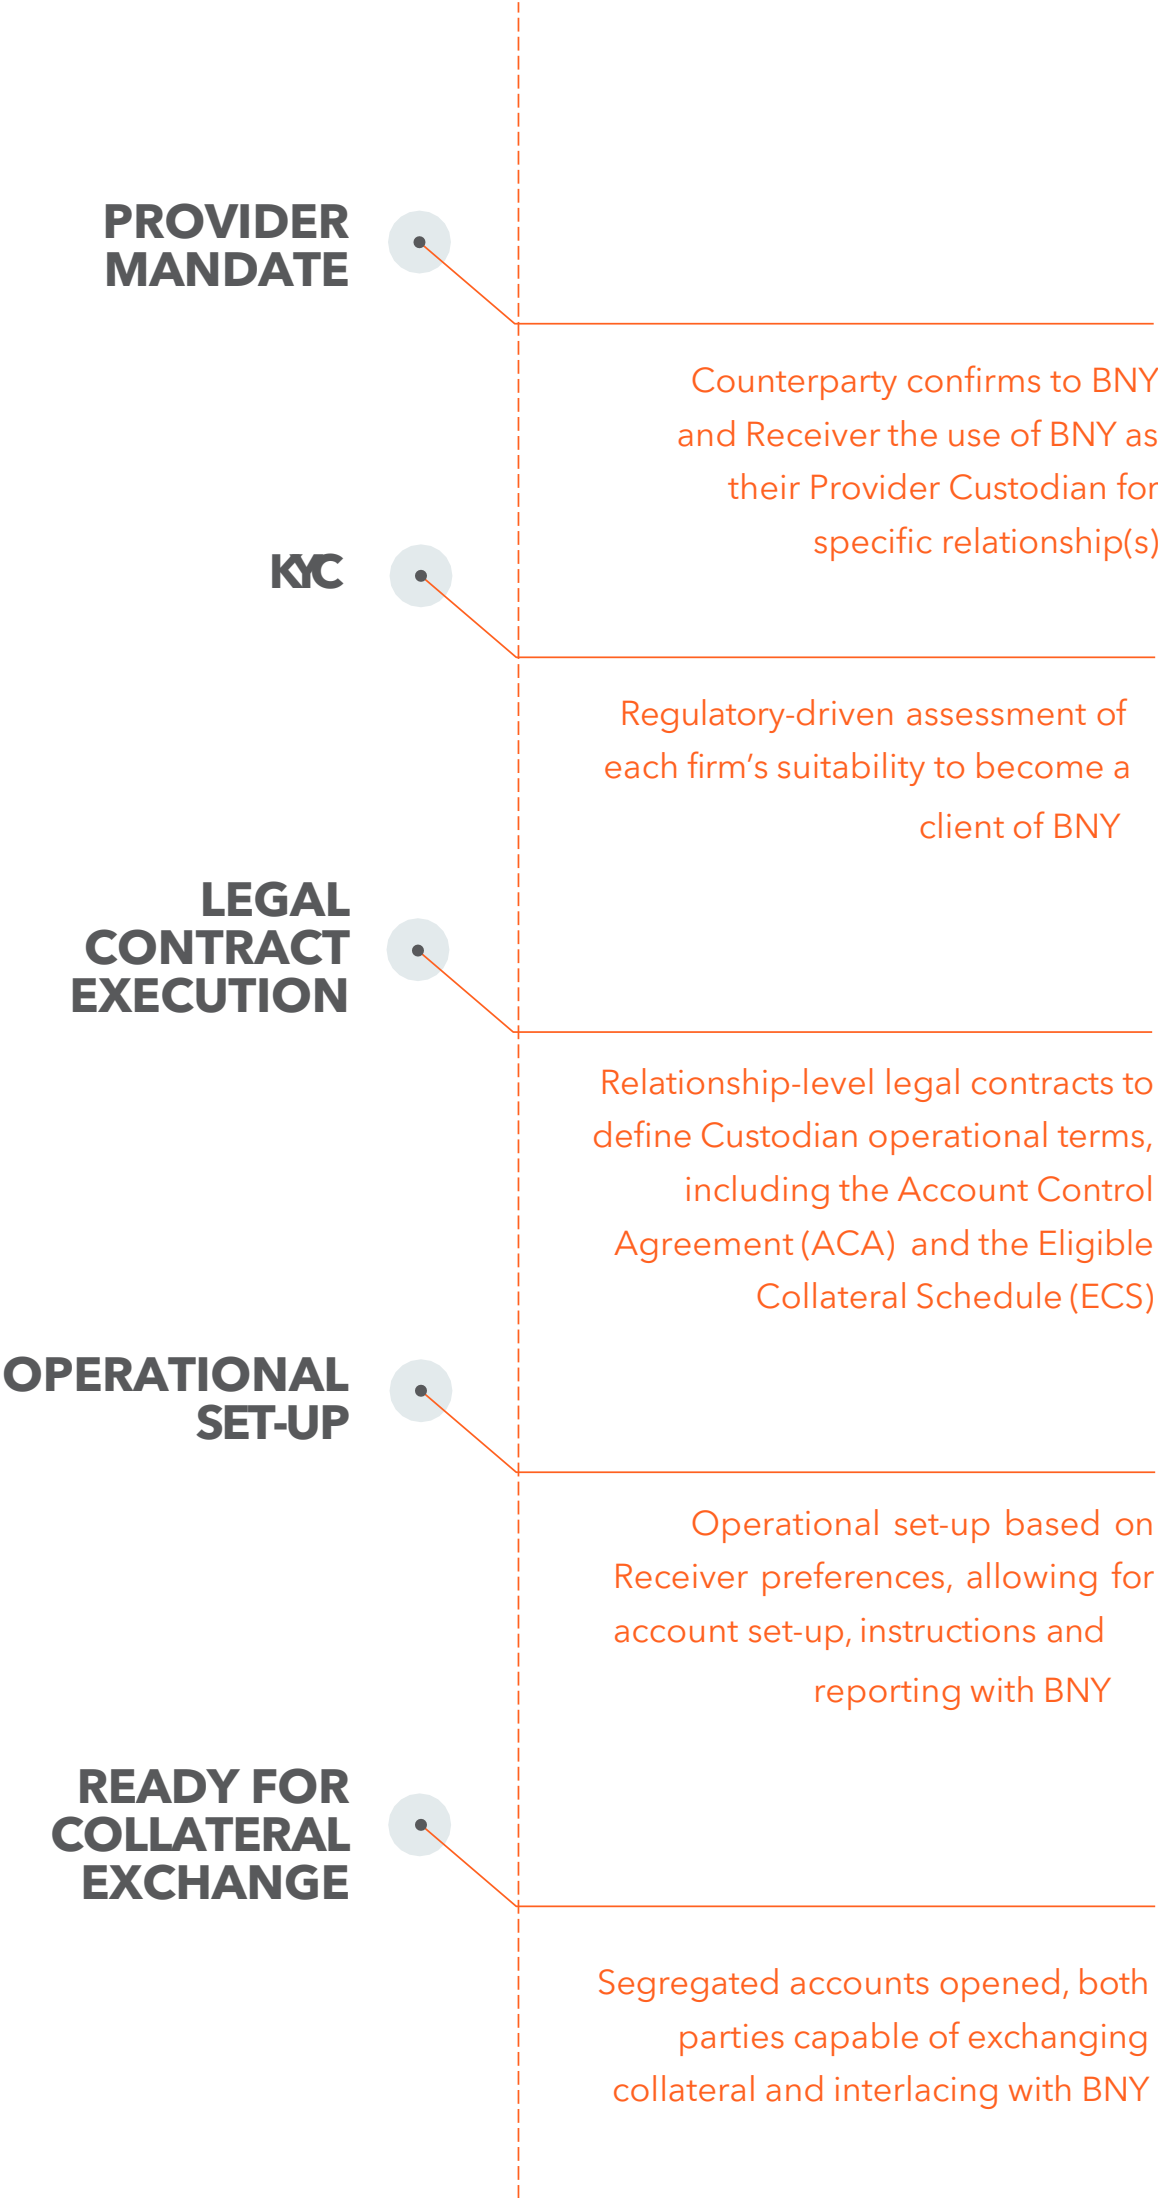 PROVIDER
MANDATE
Counterparty confirms to BNY
and Receiver the use of BNY as
their Provider Custodian for
specific relationship(s)
KYC
Regulatory-driven assessment of
each firm’s suitability to become a
client of BNY
LEGAL
CONTRACT
EXECUTION
Relationship-level legal contracts to
define Custodian operational terms,
including the Account Control
Agreement (ACA) and the Eligible
Collateral Schedule (ECS)
OPERATIONAL
SET-UP
Operational set-up based on
Receiver preferences, allowing for
account set-up, instructions and
reporting with BNY
READY FOR
COLLATERAL
EXCHANGE
Segregated accounts opened, both
parties capable of exchanging
collateral and interlacing with BNY